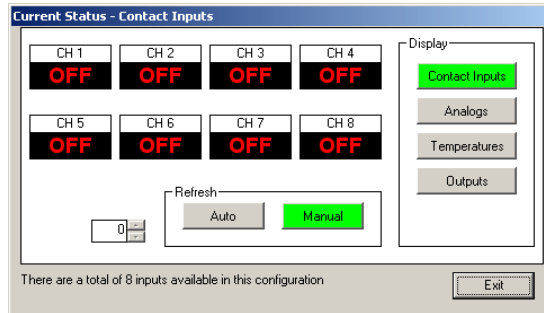 Current Status - Contact Inputs
CH 1 CH 2 CH 3 CH 4
OFF OFF OFF OFF
CH 5 CH 6 CH 7 CH 8
OFF OFF OFF OFF
Display
Contact Inputs
Analogs
Temperatures
Outputs
Refresh
0 Auto Manual
There are a total of 8 inputs available in this configuration
Exit